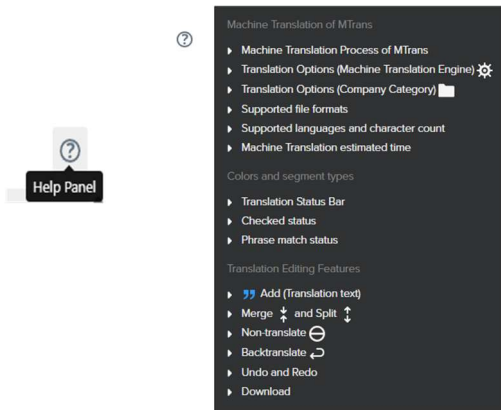 Help Panel
Machine Translation of MTrans
Machine Translation Process of MTrans
Translation Options (Machine Translation Engine)
Translation Options (Company Category)
Supported file formats
Supported languages and character count
Machine Translation estimated time
Colors and segment types
Translation Status Bar
Checked status
Phrase match status
Translation Editing Features
Add (Translation text)
Merge and Split
Non-translate
Backtranslate
Undo and Redo
Download